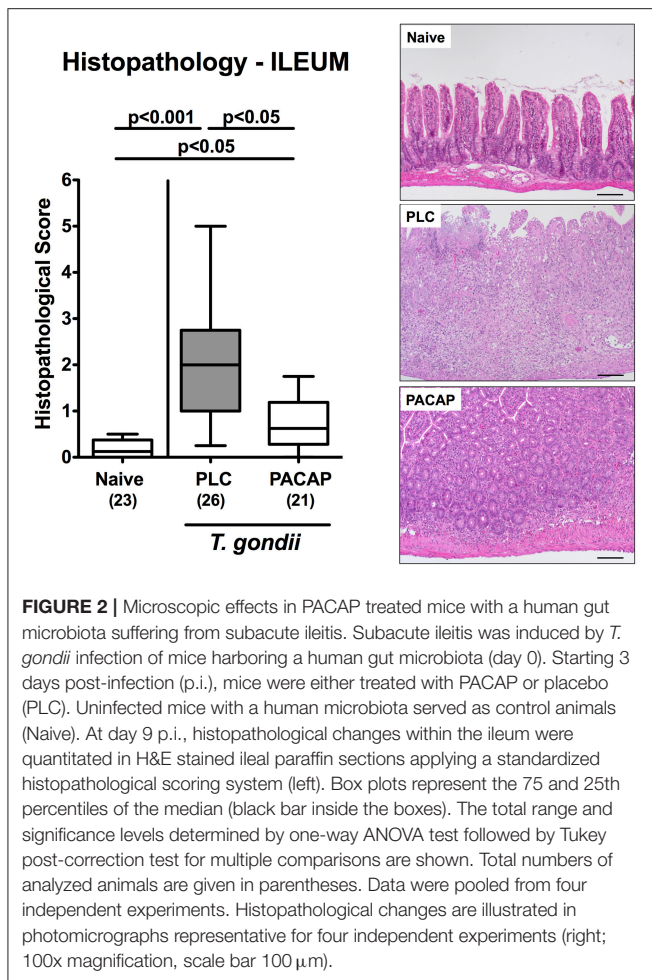 Histopathology - ILEUM
p<0.001 p<0.05
p<0.05
Histopathological Score
6
5
4
3
2
1
0
Naive PLC PACAP
(23) (26) (21)
T. gondii
Naive
PLC
PACAP
FIGURE 2 | Microscopic effects in PACAP treated mice with a human gut
microbiota suffering from subacute ileitis. Subacute ileitis was induced by T.
gondii infection of mice harboring a human gut microbiota (day 0). Starting 3
days post-infection (p.i.), mice were either treated with PACAP or placebo
(PLC). Uninfected mice with a human microbiota served as control animals
(Naive). At day 9 p.i., histopathological changes within the ileum were
quantitated in H&E stained ileal paraffin sections applying a standardized
histopathological scoring system (left). Box plots represent the 75 and 25th
percentiles of the median (black bar inside the boxes). The total range and
significance levels determined by one-way ANOVA test followed by Tukey
post-correction test for multiple comparisons are shown. Total numbers of
analyzed animals are given in parentheses. Data were pooled from four
independent experiments. Histopathological changes are illustrated in
photomicrographs representative for four independent experiments (right;
100x magnification, scale bar 100 μm).